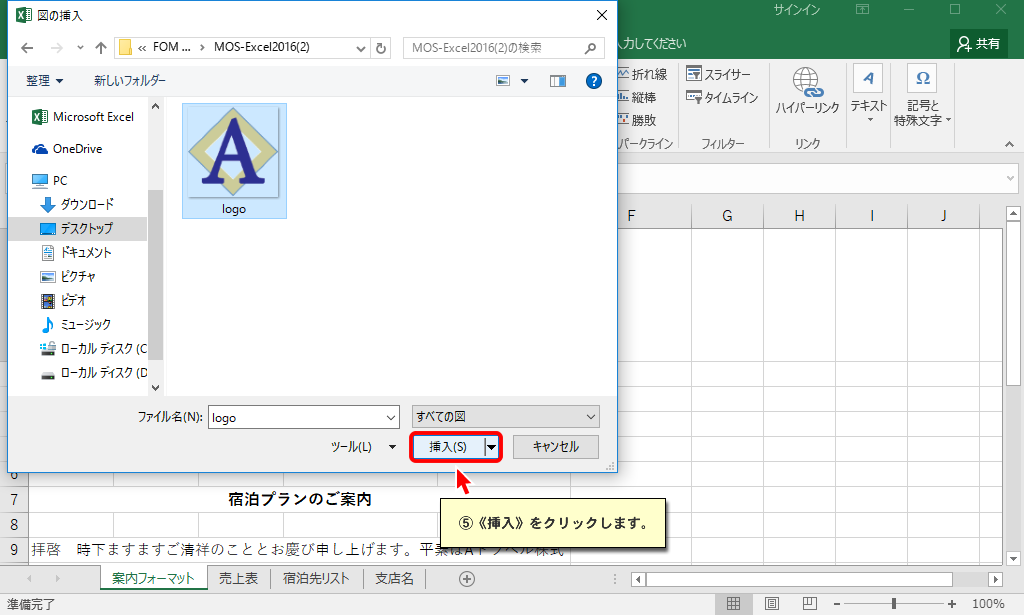 図の挿入
サインイン
« FOM ... › MOS-Excel2016(2)
MOS-Excel2016(2)の検索
入力してください
共有
整理
新しいフォルダー
Microsoft Excel
OneDrive
PC
ダウンロード
デスクトップ
ドキュメント
ピクチャ
ビデオ
ミュージック
ローカル ディスク (C
ローカル ディスク (D
A
logo
折れ線
縦棒
勝敗
パークライン
スライサー
タイムライン
フィルター
ハイパーリンク
リンク
テキスト
記号と
特殊文字
F G H I J
ファイル名(N):
logo
すべての図
ツール(L)
挿入(S)
キャンセル
6
7 宿泊プランのご案内
8
⑤《挿入》をクリックします。
9 拝啓 時下ますますご清祥のこととお慶び申し上げます。平素はAトラベル株式
案内フォーマット
売上表
宿泊先リスト
支店名
準備完了
100%